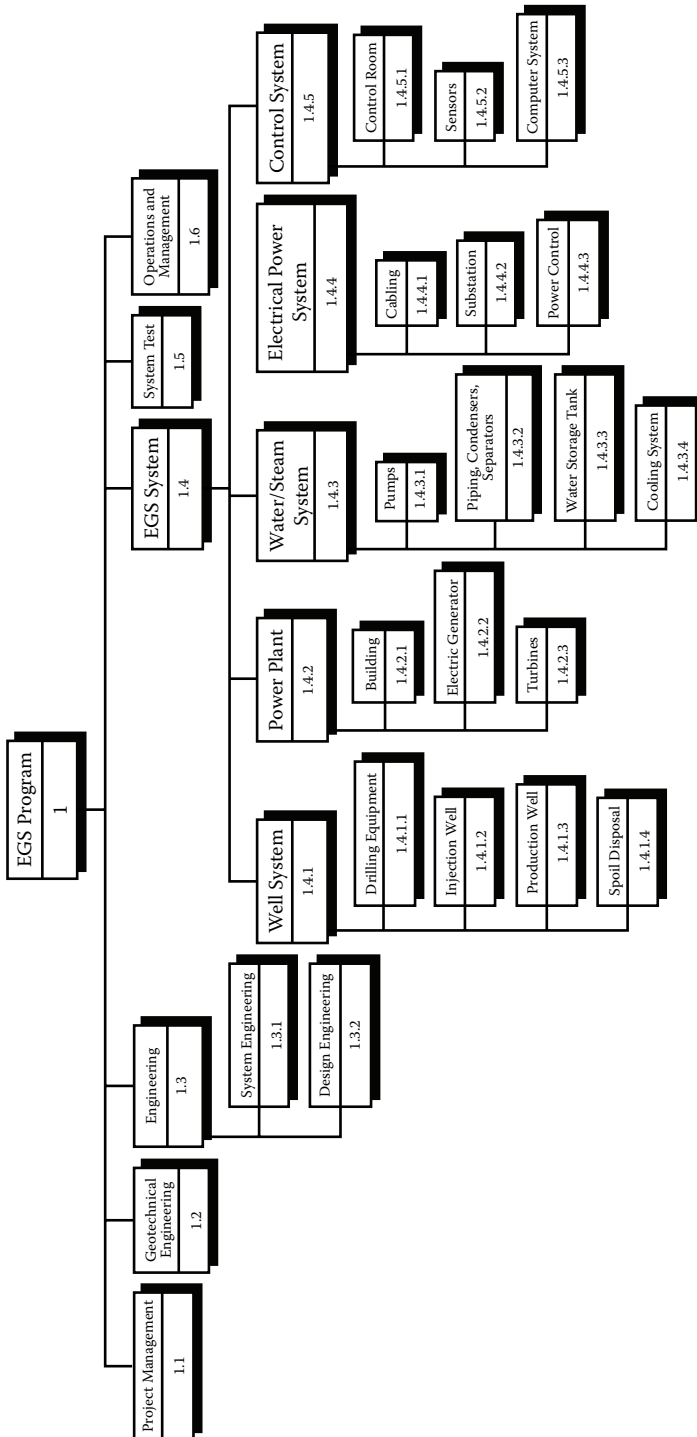 EGS Program
1
Project Management
1.1
Geotechnical
Engineering
1.2
Engineering
1.3
System Engineering
1.3.1
Design Engineering
1.3.2
EGS System
1.4
Well System
1.4.1
Drilling Equipment
1.4.1.1
Injection Well
1.4.1.2
Production Well
1.4.1.3
Spoil Disposal
1.4.1.4
Power Plant
1.4.2
Building
1.4.2.1
Electric Generator
1.4.2.2
Turbines
1.4.2.3
Water/Steam
System
1.4.3
Pumps
1.4.3.1
Piping, Condensers,
Separators
1.4.3.2
Water Storage Tank
1.4.3.3
Cooling System
1.4.3.4
Electrical Power
System
1.4.4
Cabling
1.4.4.1
Substation
1.4.4.2
Power Control
1.4.4.3
Control System
1.4.5
Control Room
1.4.5.1
Sensors
1.4.5.2
Computer System
1.4.5.3
System Test
1.5
Operations and
Management
1.6